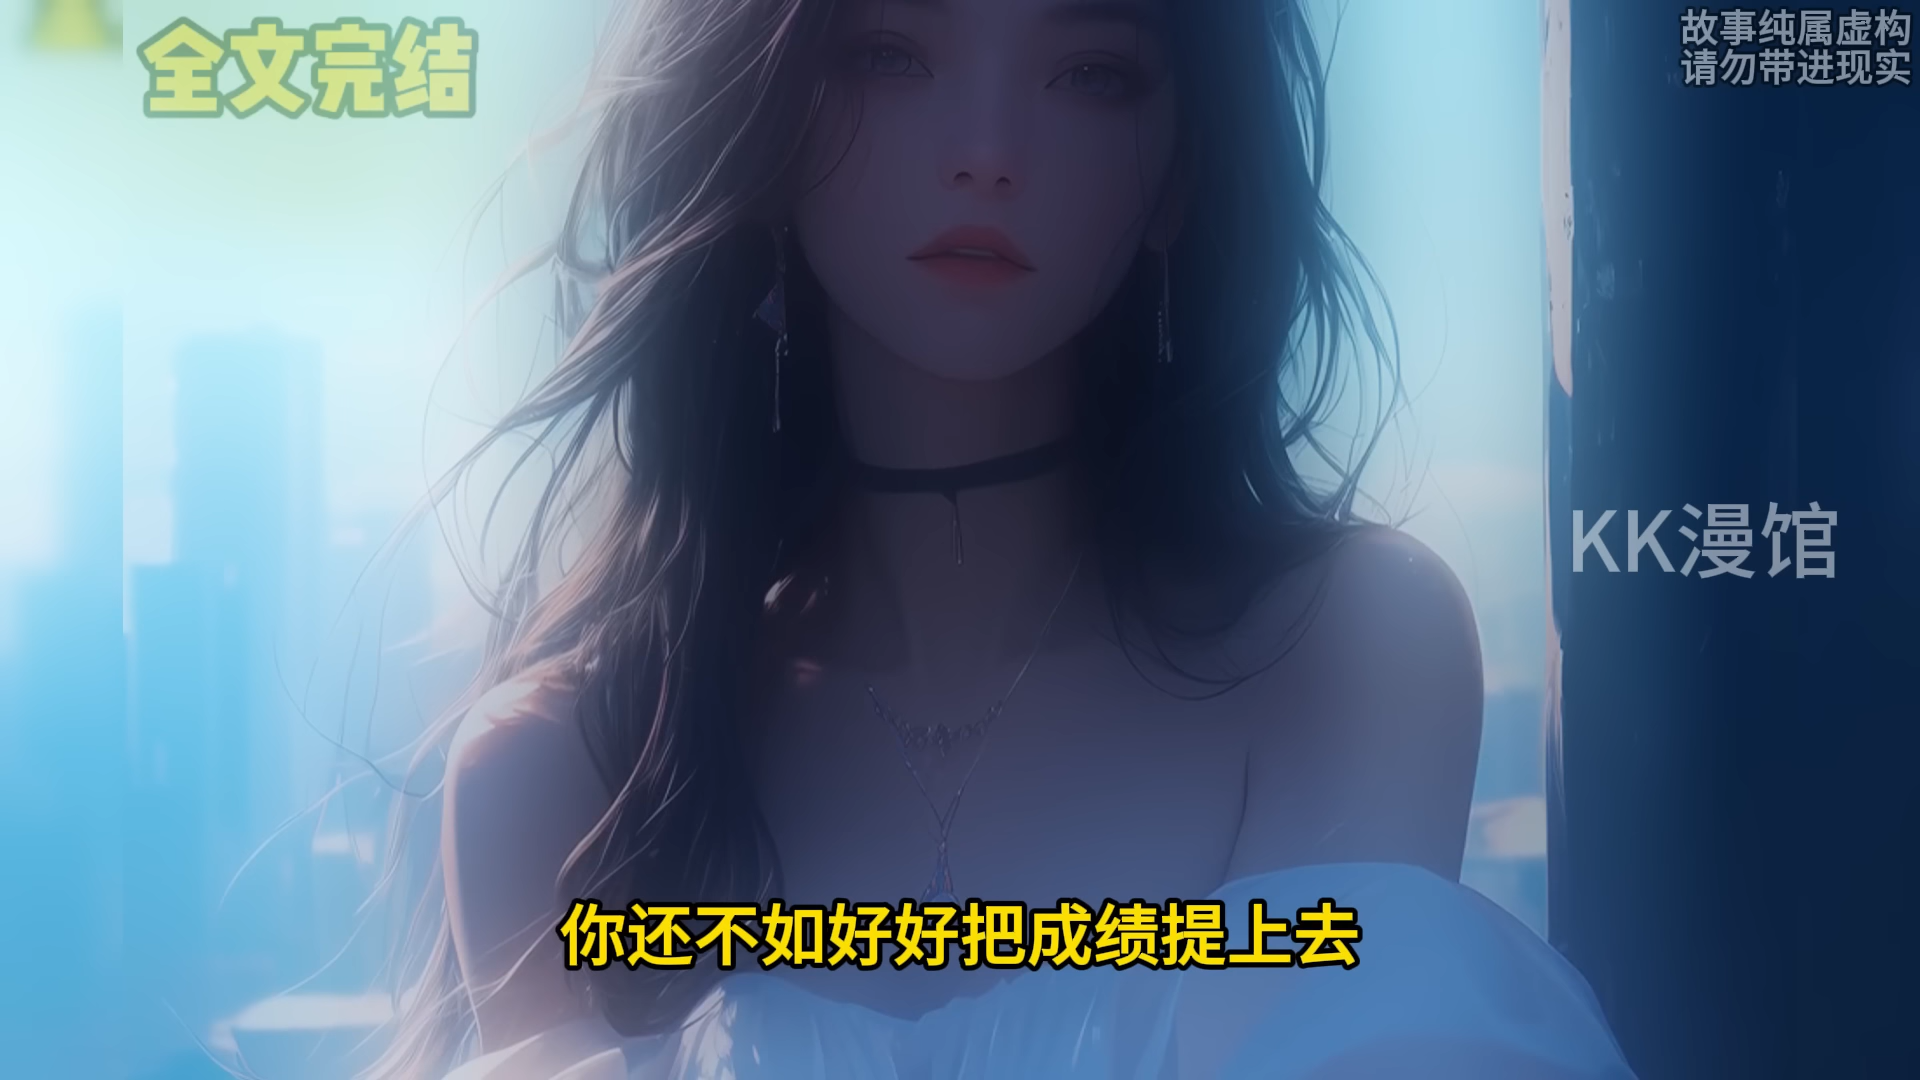 全文完结
故事纯属虚构
请勿带进现实
KK漫馆
你还不如好好把成绩提上去